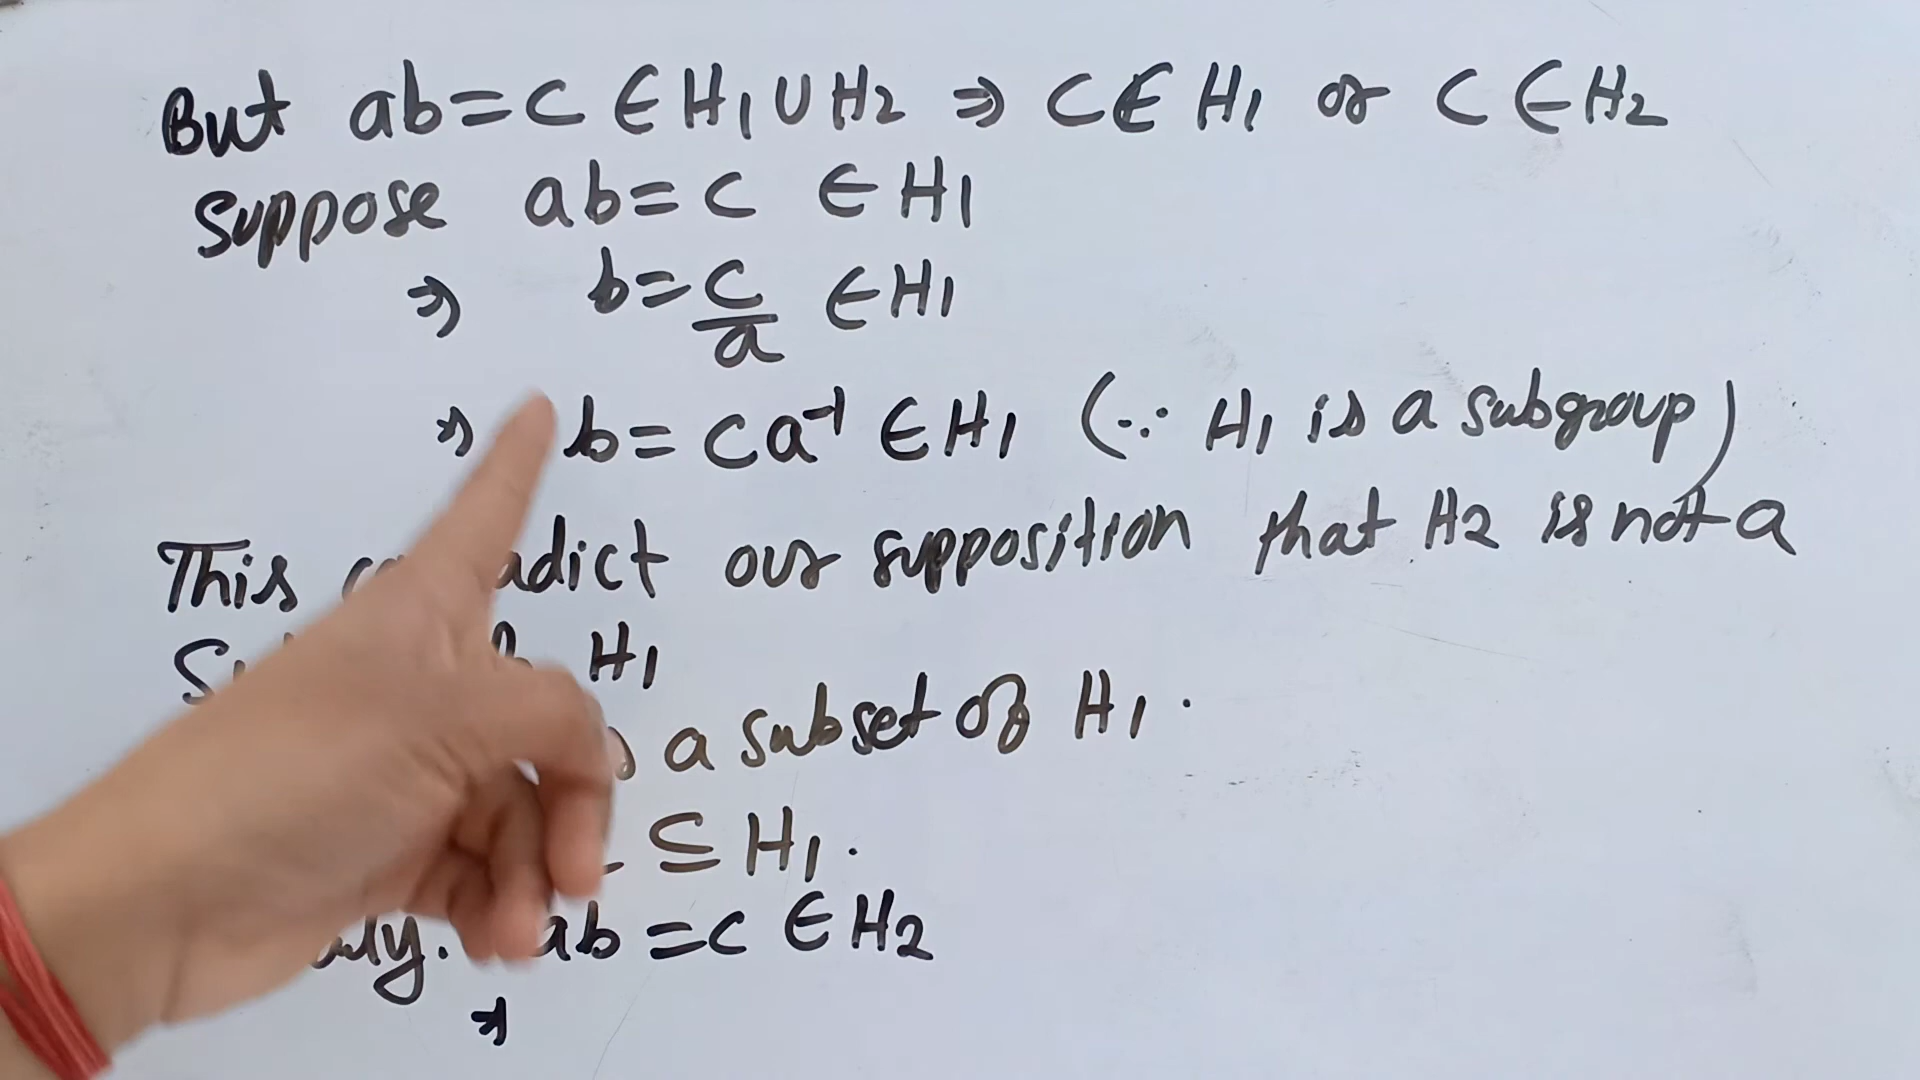 But ab=c ∈ H1 ∪ H2 ⇒ c∈ H1 or c ∈ H2
Suppose ab=c ∈ H1
⇒ b=c/a ∈ H1
⇒ b= ca⁻¹ ∈ H1 (∵ H1 is a subgroup)
This our supposition that H2 is not a
H1
a subset of H1.
⊆ H1.
ab =c ∈ H2
⇒